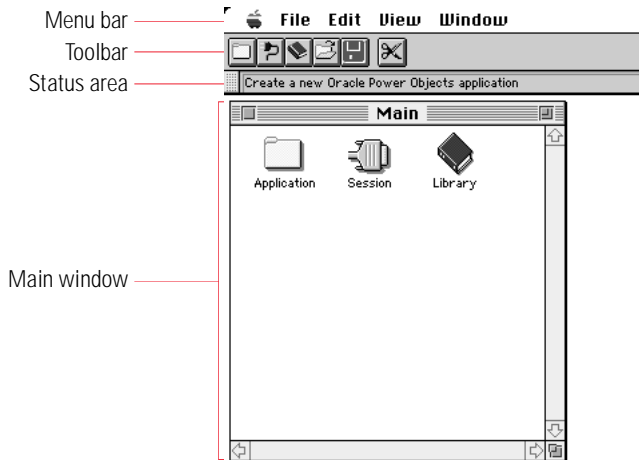 Menu bar
File Edit View Window
Toolbar
Status area
Create a new Oracle Power Objects application
Main
Application Session Library
Main window